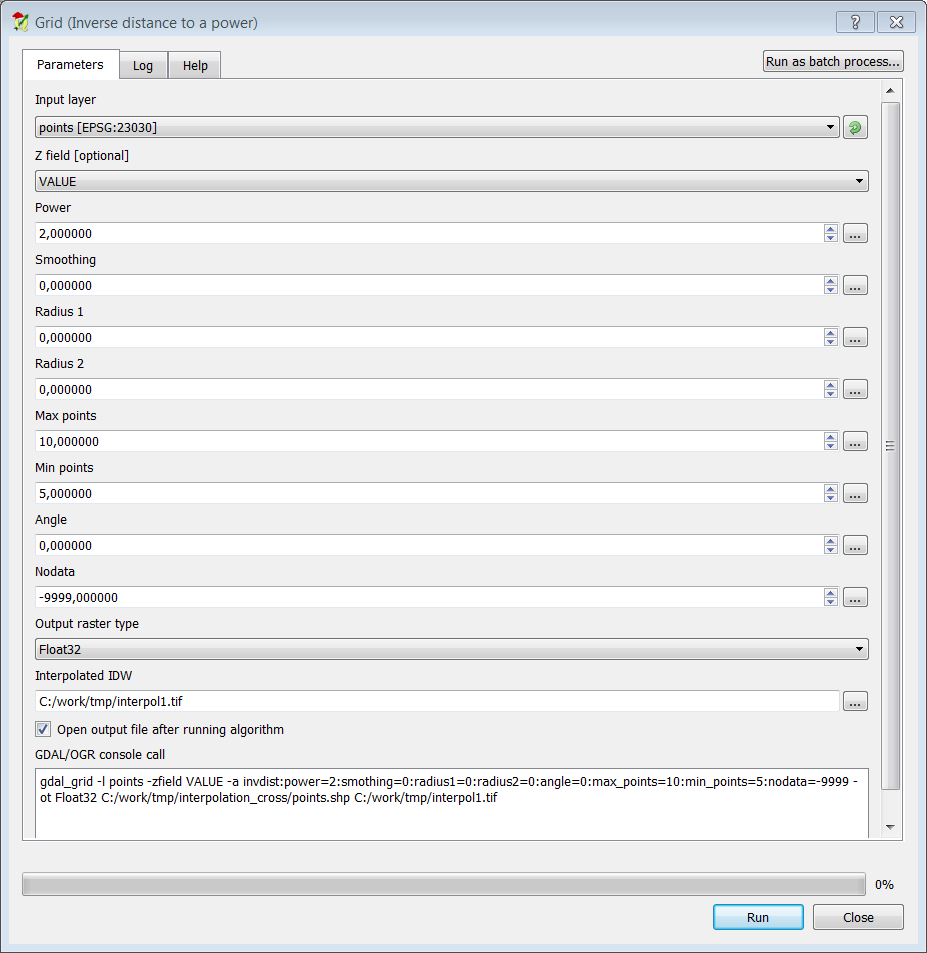 Grid (Inverse distance to a power)
?
Parameters
Log
Help
Run as batch process...
Input layer
points [EPSG:23030]
Z field [optional]
VALUE
Power
2,000000
...
Smoothing
0,000000
...
Radius 1
0,000000
...
Radius 2
0,000000
...
Max points
10,000000
...
Min points
5,000000
...
Angle
0,000000
...
Nodata
-9999,000000
...
Output raster type
Float32
Interpolated IDW
C:/work/tmp/interpol1.tif
...
Open output file after running algorithm
GDAL/OGR console call
gdal_grid -l points -zfield VALUE -a invdist:power=2:smothing=0:radius1=0:radius2=0:angle=0:max_points=10:min_points=5:nodata=-9999 -
ot Float32 C:/work/tmp/interpolation_cross/points.shp C:/work/tmp/interpol1.tif
0%
Run
Close